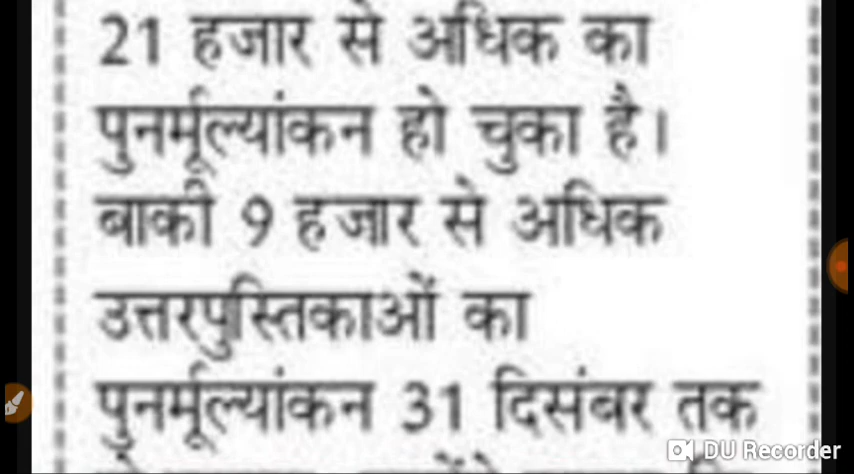 21 हजार से अधिक का
पुनर्मूल्यांकन हो चुका है।
बाकी 9 हजार से अधिक
उत्तरपुस्तिकाओं का
पुनर्मूल्यांकन 31 दिसंबर तक
DU Recorder